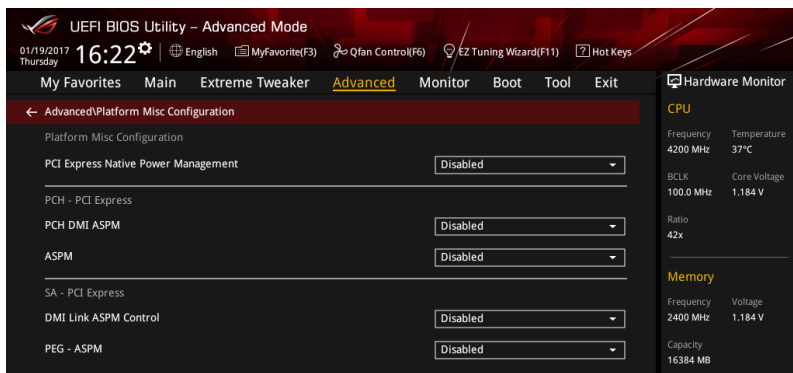 UEFI BIOS Utility – Advanced Mode
01/19/2017 Thursday 16:22 English MyFavorite(F3) Qfan Control(F6) EZ Tuning Wizard(F11) ? Hot Keys
My Favorites Main Extreme Tweaker Advanced Monitor Boot Tool Exit
Hardware Monitor
← Advanced\Platform Misc Configuration
Platform Misc Configuration
PCI Express Native Power Management Disabled
PCH - PCI Express
PCH DMI ASPM Disabled
ASPM Disabled
SA - PCI Express
DMI Link ASPM Control Disabled
PEG - ASPM Disabled
CPU
Frequency Temperature
4200 MHz 37°C
BCLK Core Voltage
100.0 MHz 1.184 V
Ratio
42x
Memory
Frequency Voltage
2400 MHz 1.184 V
Capacity
16384 MB